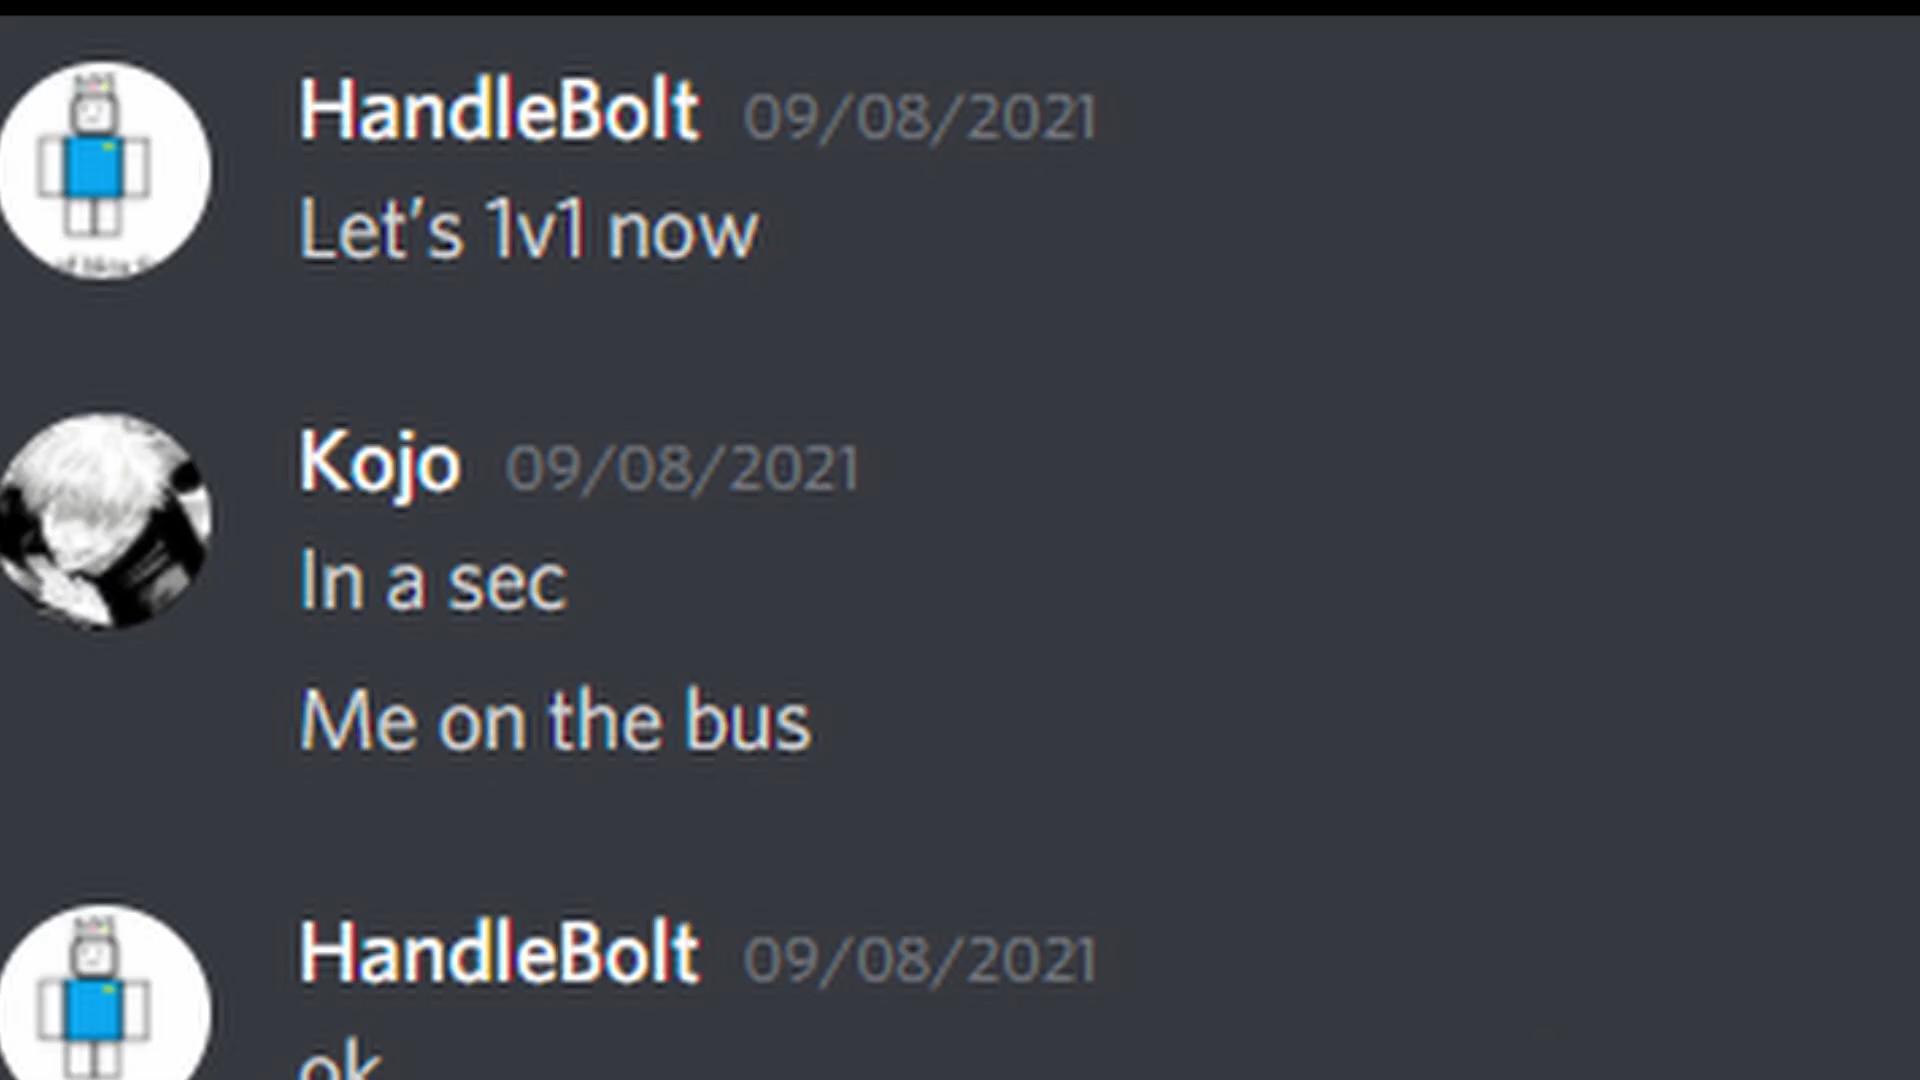 HandleBolt 09/08/2021
Let's 1v1 now
Kojo 09/08/2021
In a sec
Me on the bus
HandleBolt 09/08/2021
ok